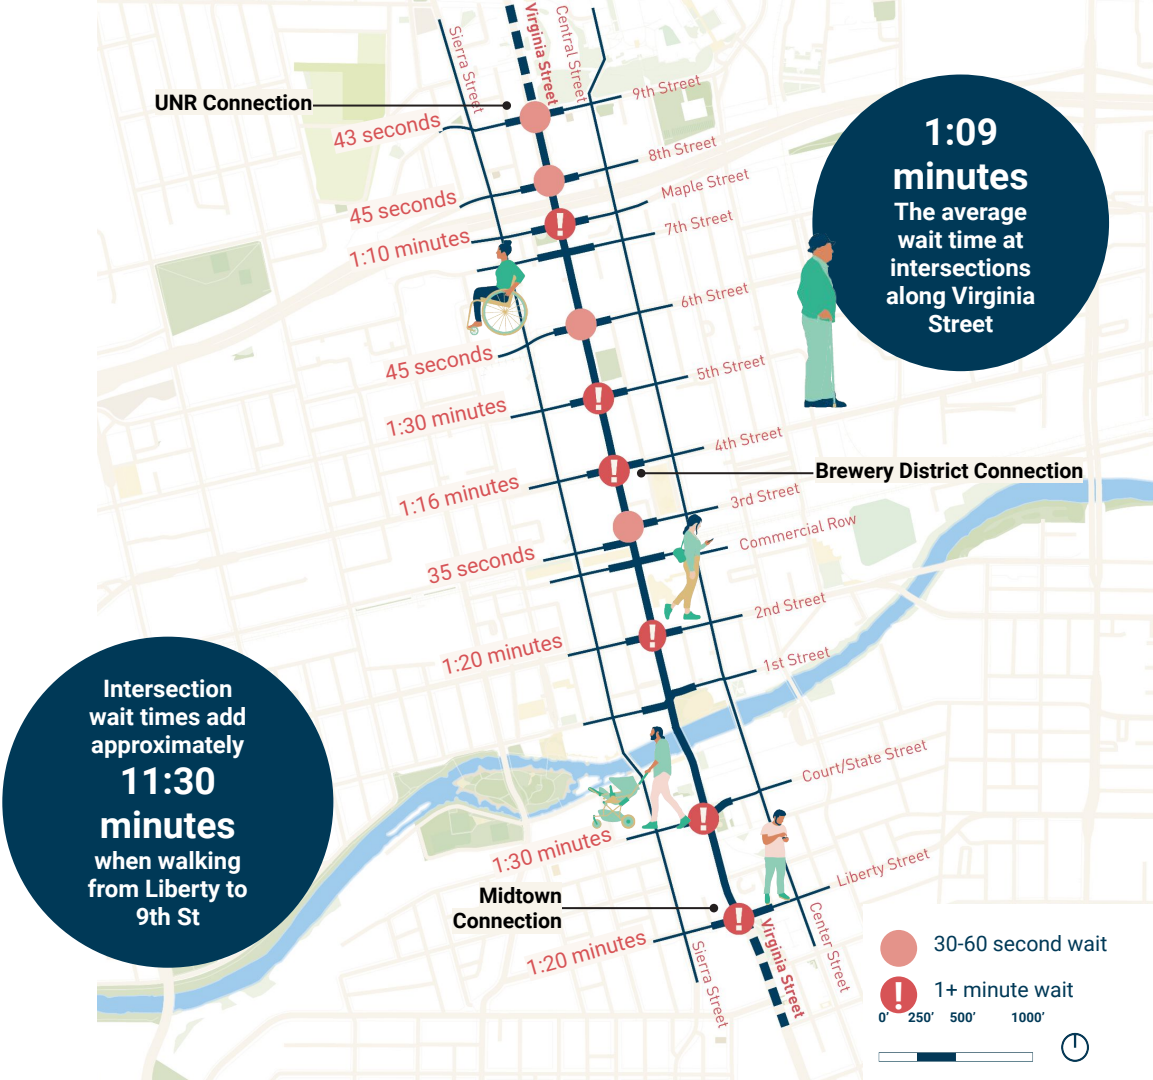 Sierra Street
Virginia Street
Central Street
9th Street
UNR Connection
43 seconds
8th Street
45 seconds
Maple Street
1:10 minutes
7th Street
1:09
minutes
The average
wait time at
intersections
along Virginia
Street
6th Street
45 seconds
5th Street
1:30 minutes
4th Street
Brewery District Connection
1:16 minutes
3rd Street
35 seconds
Commercial Row
2nd Street
1:20 minutes
1st Street
Intersection
wait times add
approximately
11:30
minutes
when walking
from Liberty to
9th St
Court/State Street
1:30 minutes
Liberty Street
Midtown
Connection
1:20 minutes
Sierra Street
Virginia Street
Center Street
30-60 second wait
1+ minute wait
0' 250' 500' 1000'